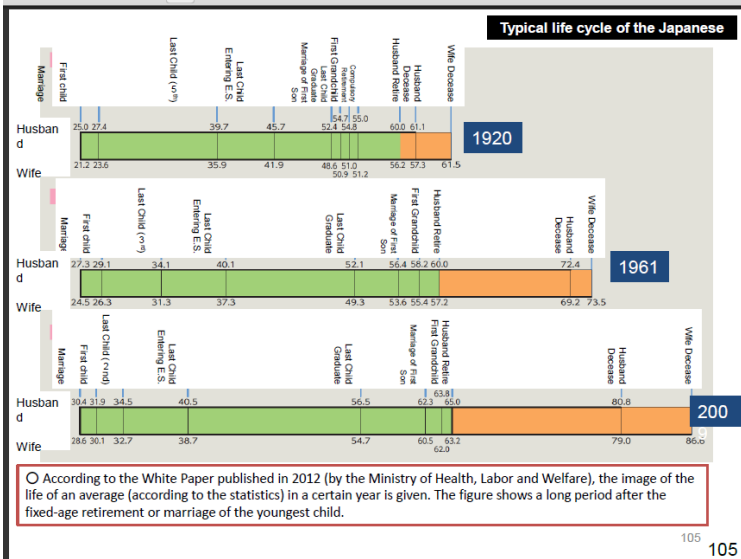 Typical life cycle of the Japanese
Marriage
First child
Last Child (5th)
Last Child
Entering E.S.
Marriage of First
Son
Last Child
Graduate
First Grandchild
Compulsory
Retirement
Husband Retire
Husband
Decease
Wife Decease
54.7 55.0
Husban
d
25.0 27.4 39.7 45.7 52.4 54.8 60.0 61.1
1920
Wife
21.2 23.6 35.9 41.9 48.6 51.0 56.2 57.3 61.5
50.9 51.2
Marriage
First child
Last Child
Last Child
Entering E.S.
Last Child
Graduate
Marriage of First
Son
First Grandchild
Husband Retire
Husband
Decease
Wife Decease
Husban
d
27.3 29.1 34.1 40.1 52.1 56.4 58.2 60.0 72.4
1961
Wife
24.5 26.3 31.3 37.3 49.3 53.6 55.4 57.2 69.2 73.5
Marriage
First child
Last Child (2nd)
Last Child
Entering E.S.
Last Child
Graduate
Marriage of First
Son
First Grandchild
Husband Retire
Husband
Decease
Wife Decease
63.8
Husban
d
30.4 31.9 34.5 40.5 56.5 62.3 65.0 80.8
200
9
Wife
28.6 30.1 32.7 38.7 54.7 60.5 63.2 79.0 86.6
62.0
○ According to the White Paper published in 2012 (by the Ministry of Health, Labor and Welfare), the image of the
life of an average (according to the statistics) in a certain year is given. The figure shows a long period after the
fixed-age retirement or marriage of the youngest child.
105
105